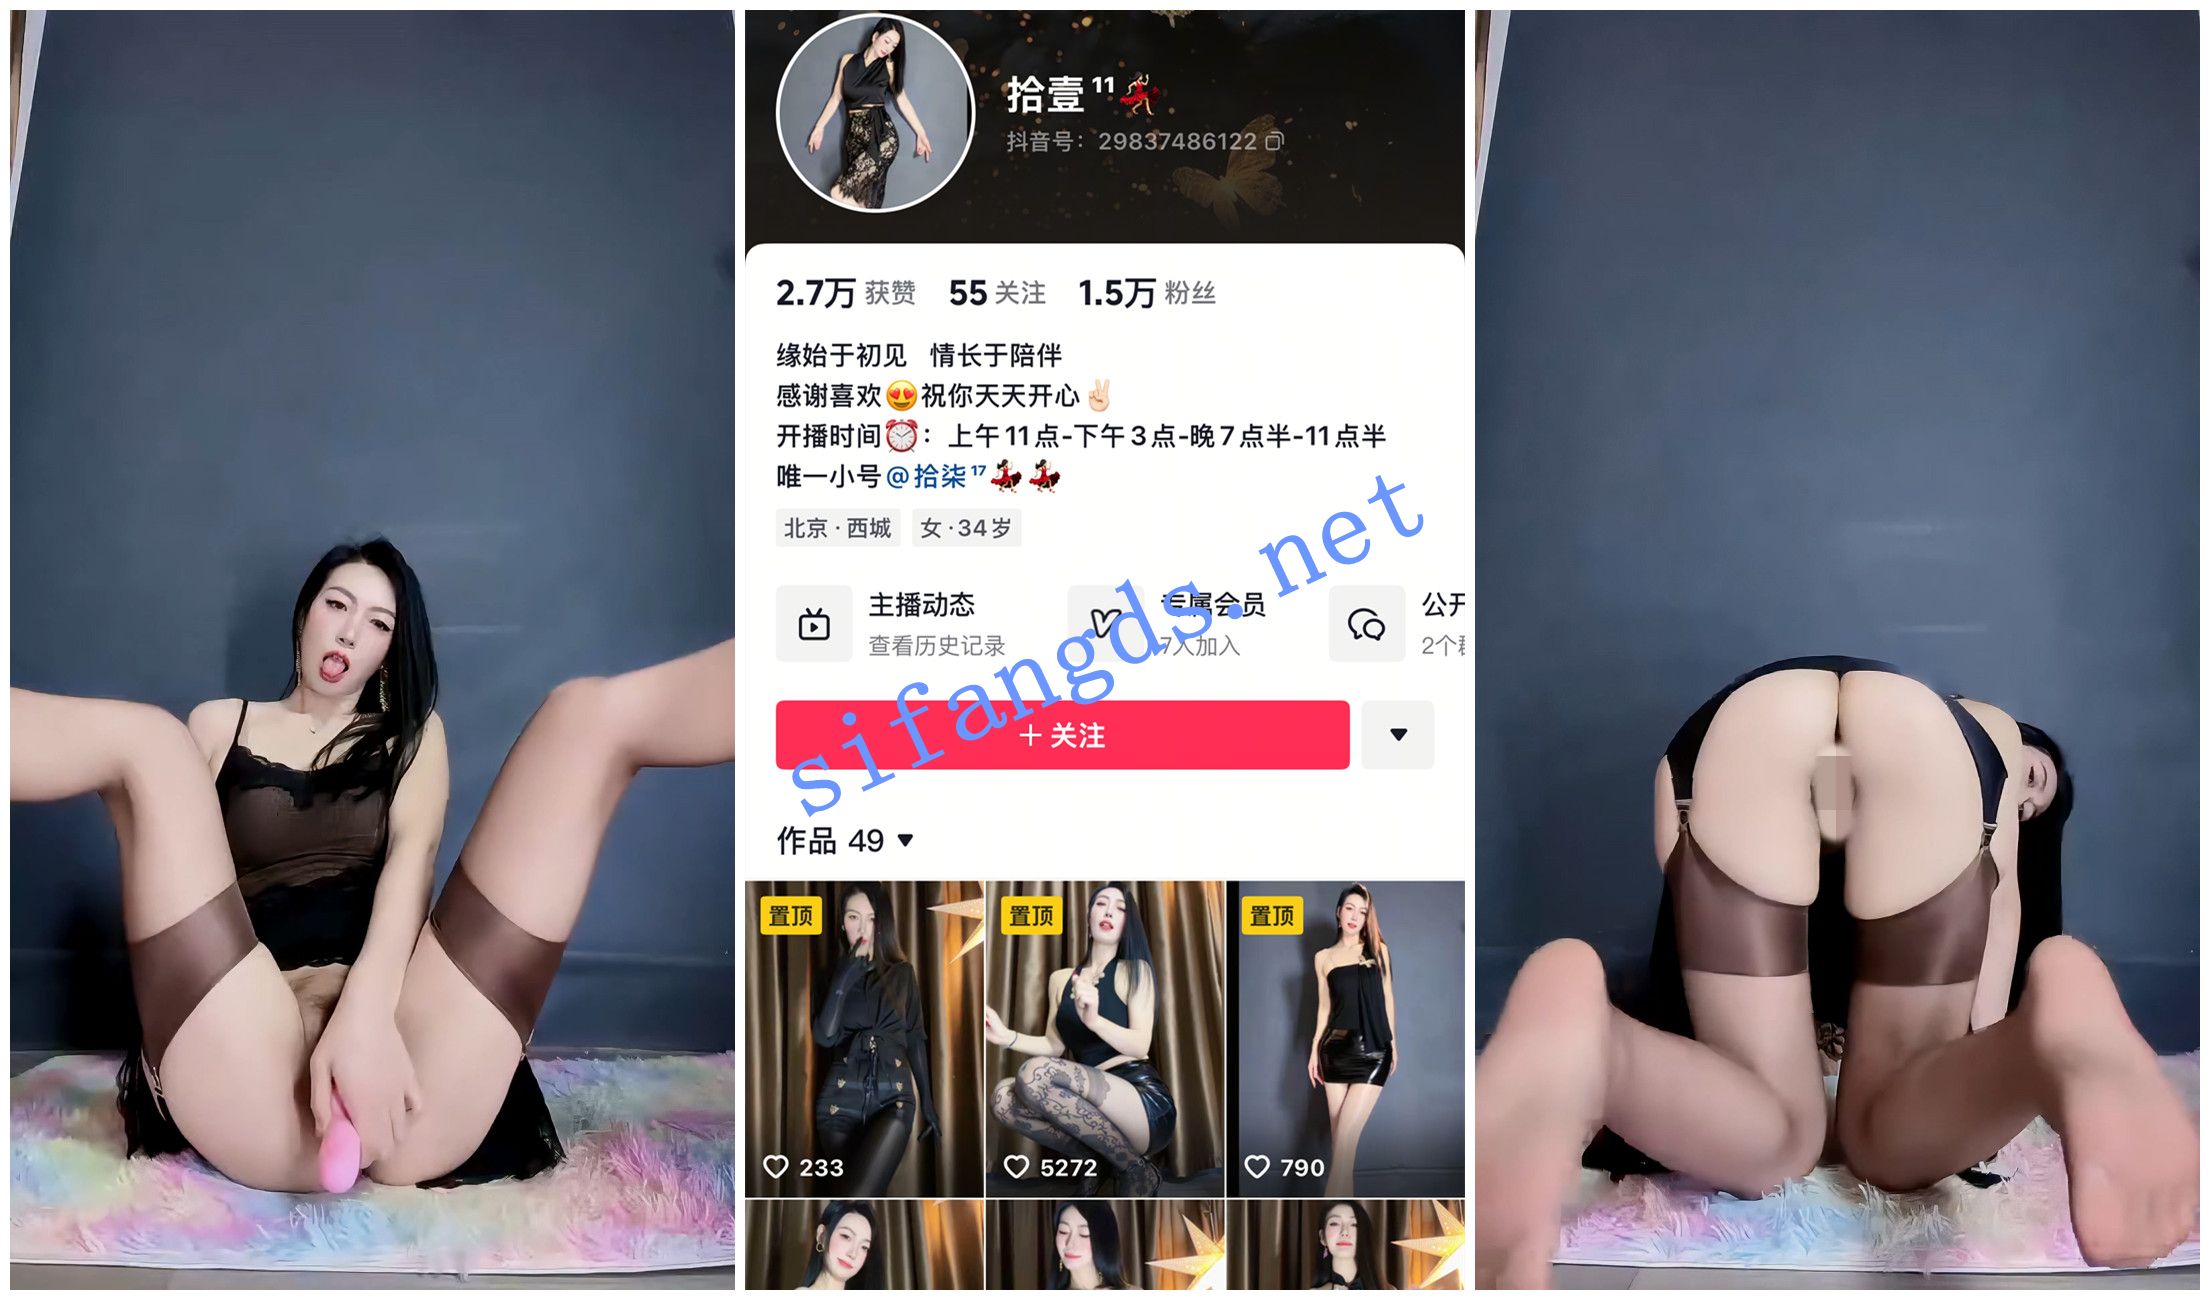 拾壹¹¹💃
抖音号：29837486122
2.7万 获赞 55 关注 1.5万 粉丝
缘始于初见 情长于陪伴
感谢喜欢😍祝你天天开心✌🏻
开播时间⏰：上午11点-下午3点-晚7点半-11点半
唯一小号@拾柒¹⁷💃💃
北京·西城 女·34岁
主播动态 专属会员 公开
查看历史记录 7人加入 2个
sifangds.net
＋关注
作品 49
置顶 置顶 置顶
233 5272 790